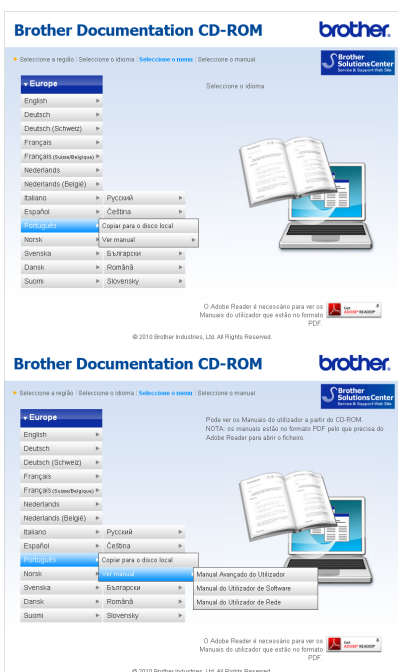 Brother Documentation CD-ROM
brother.
Seleccione a região | Seleccione o idioma | Seleccione o menu | Seleccione o manual
Brother
SolutionsCenter
Service & Support Web Site
Europe
Seleccione o idioma
English
Deutsch
Deutsch (Schweiz)
Français
Français (Suisse/Belgique)
Nederlands
Nederlands (België)
Italiano
Русский
Español
Čeština
Português
Copiar para o disco local
Norsk
Ver manual
Svenska
Български
Dansk
Română
Suomi
Slovensky
O Adobe Reader é necessário para ver os
Manuais do utilizador que estão no formato
PDF.
Get
ADOBE® READER®
© 2010 Brother Industries, Ltd. All Rights Reserved.
Brother Documentation CD-ROM
brother.
Seleccione a região | Seleccione o idioma | Seleccione o menu | Seleccione o manual
Brother
SolutionsCenter
Service & Support Web Site
Europe
Pode ver os Manuais do utilizador a partir do CD-ROM.
NOTA: os manuais estão no formato PDF pelo que precisa do
Adobe Reader para abrir o ficheiro.
English
Deutsch
Deutsch (Schweiz)
Français
Français (Suisse/Belgique)
Nederlands
Nederlands (België)
Italiano
Русский
Español
Čeština
Português
Copiar para o disco local
Norsk
Ver manual
Manual Avançado do Utilizador
Svenska
Български
Manual do Utilizador de Software
Dansk
Română
Manual do Utilizador de Rede
Suomi
Slovensky
O Adobe Reader é necessário para ver os
Manuais do utilizador que estão no formato
PDF.
Get
ADOBE® READER®
© 2010 Brother Industries, Ltd. All Rights Reserved.